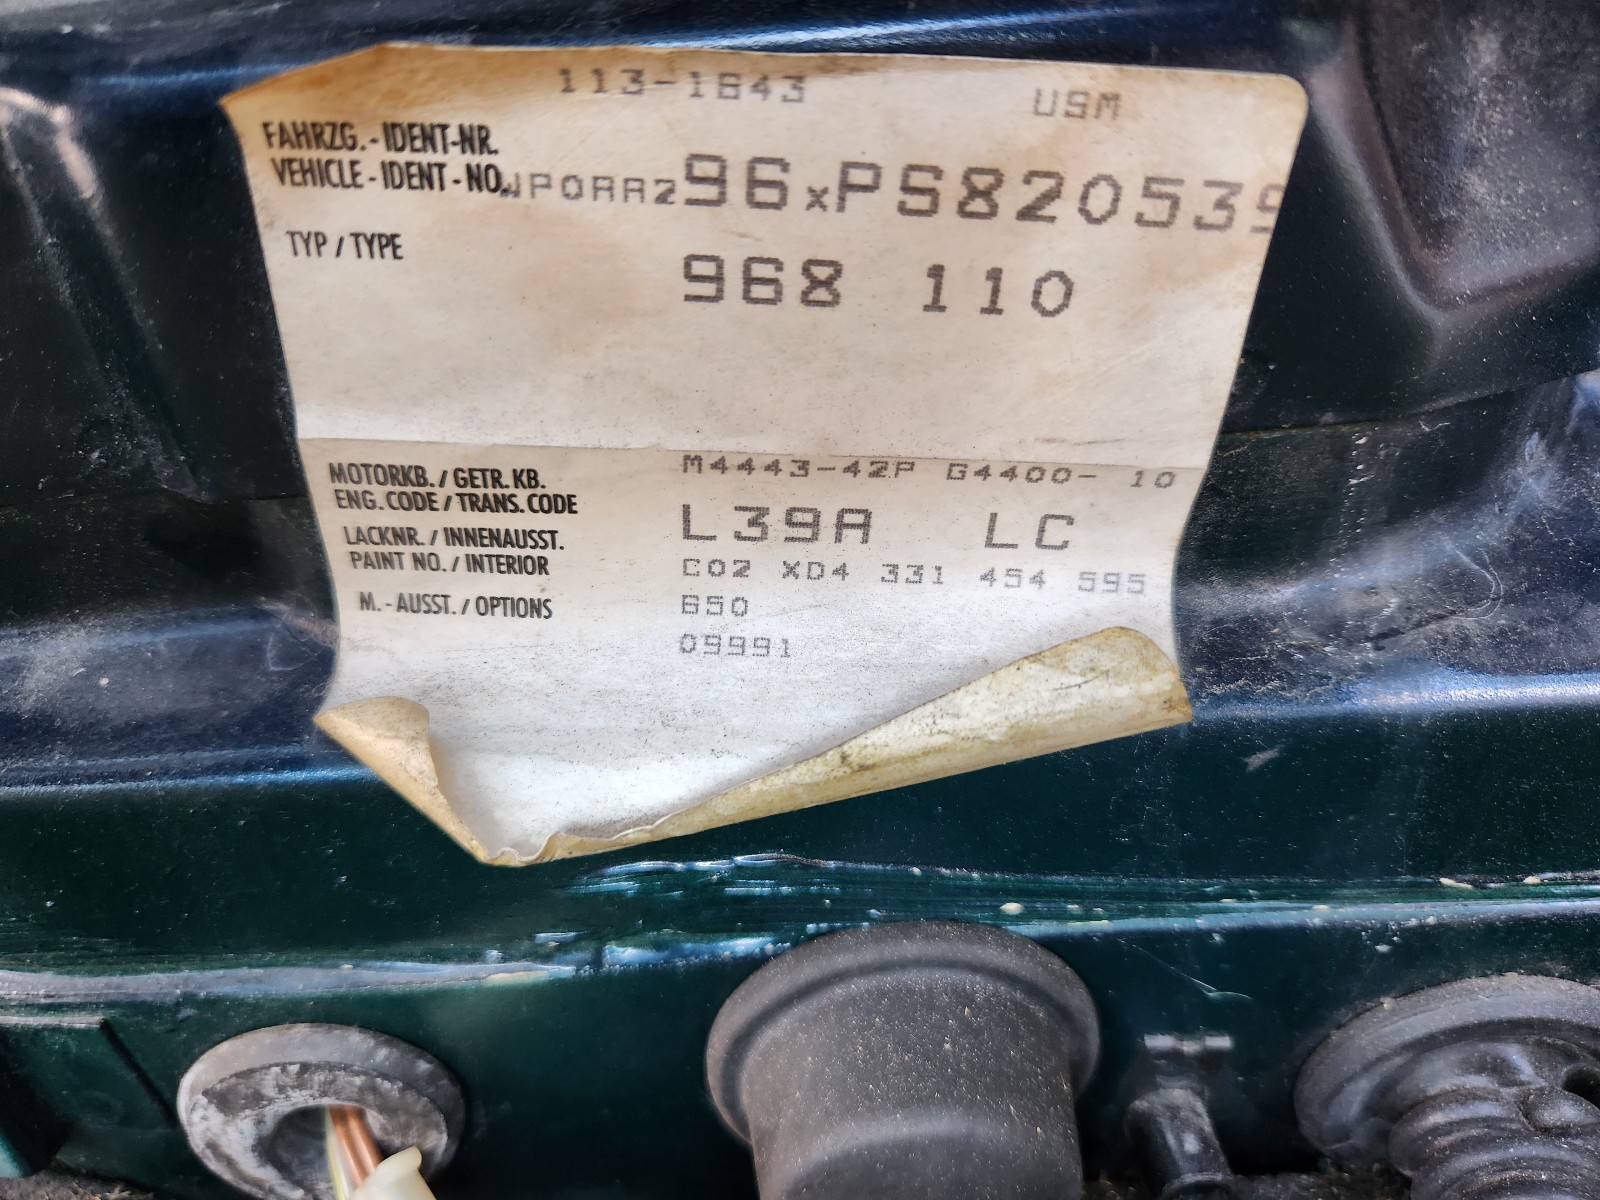 113-1643 USM
FAHRZG.-IDENT-NR.
VEHICLE-IDENT-NO. WP0AA296xPS820539
TYP / TYPE 968 110
MOTORKB. / GETR. KB. M4443-42P G4400- 10
ENG. CODE / TRANS. CODE
LACKNR. / INNENAUSST. L39A LC
PAINT NO. / INTERIOR C02 XD4 331 454 595
M. - AUSST. / OPTIONS 650
09991